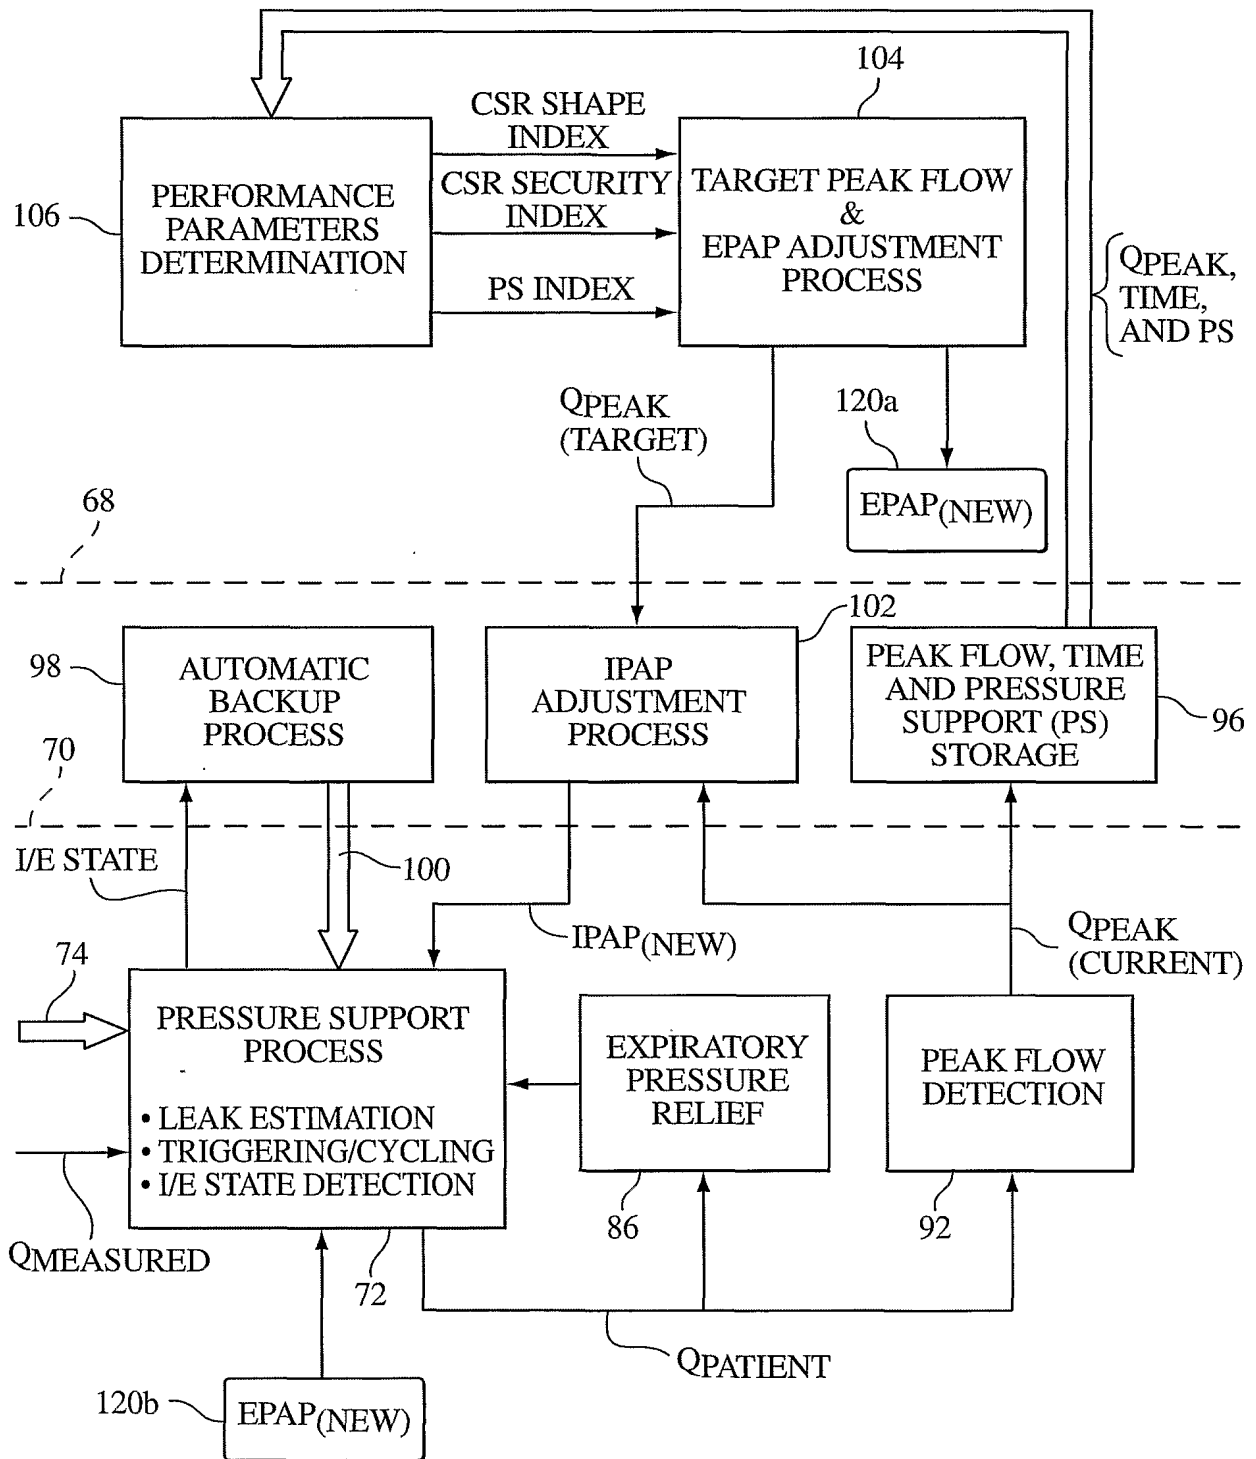 104
CSR SHAPE
INDEX
CSR SECURITY
INDEX
PS INDEX
106
PERFORMANCE
PARAMETERS
DETERMINATION
TARGET PEAK FLOW
&
EPAP ADJUSTMENT
PROCESS
QPEAK,
TIME,
AND PS
QPEAK
(TARGET)
120a
EPAP(NEW)
68
102
98
AUTOMATIC
BACKUP
PROCESS
IPAP
ADJUSTMENT
PROCESS
PEAK FLOW, TIME
AND PRESSURE
SUPPORT (PS)
STORAGE
96
70
I/E STATE
100
IPAP(NEW)
QPEAK
(CURRENT)
74
PRESSURE SUPPORT
PROCESS
• LEAK ESTIMATION
• TRIGGERING/CYCLING
• I/E STATE DETECTION
EXPIRATORY
PRESSURE
RELIEF
PEAK FLOW
DETECTION
86
92
QMEASURED
72
QPATIENT
120b
EPAP(NEW)